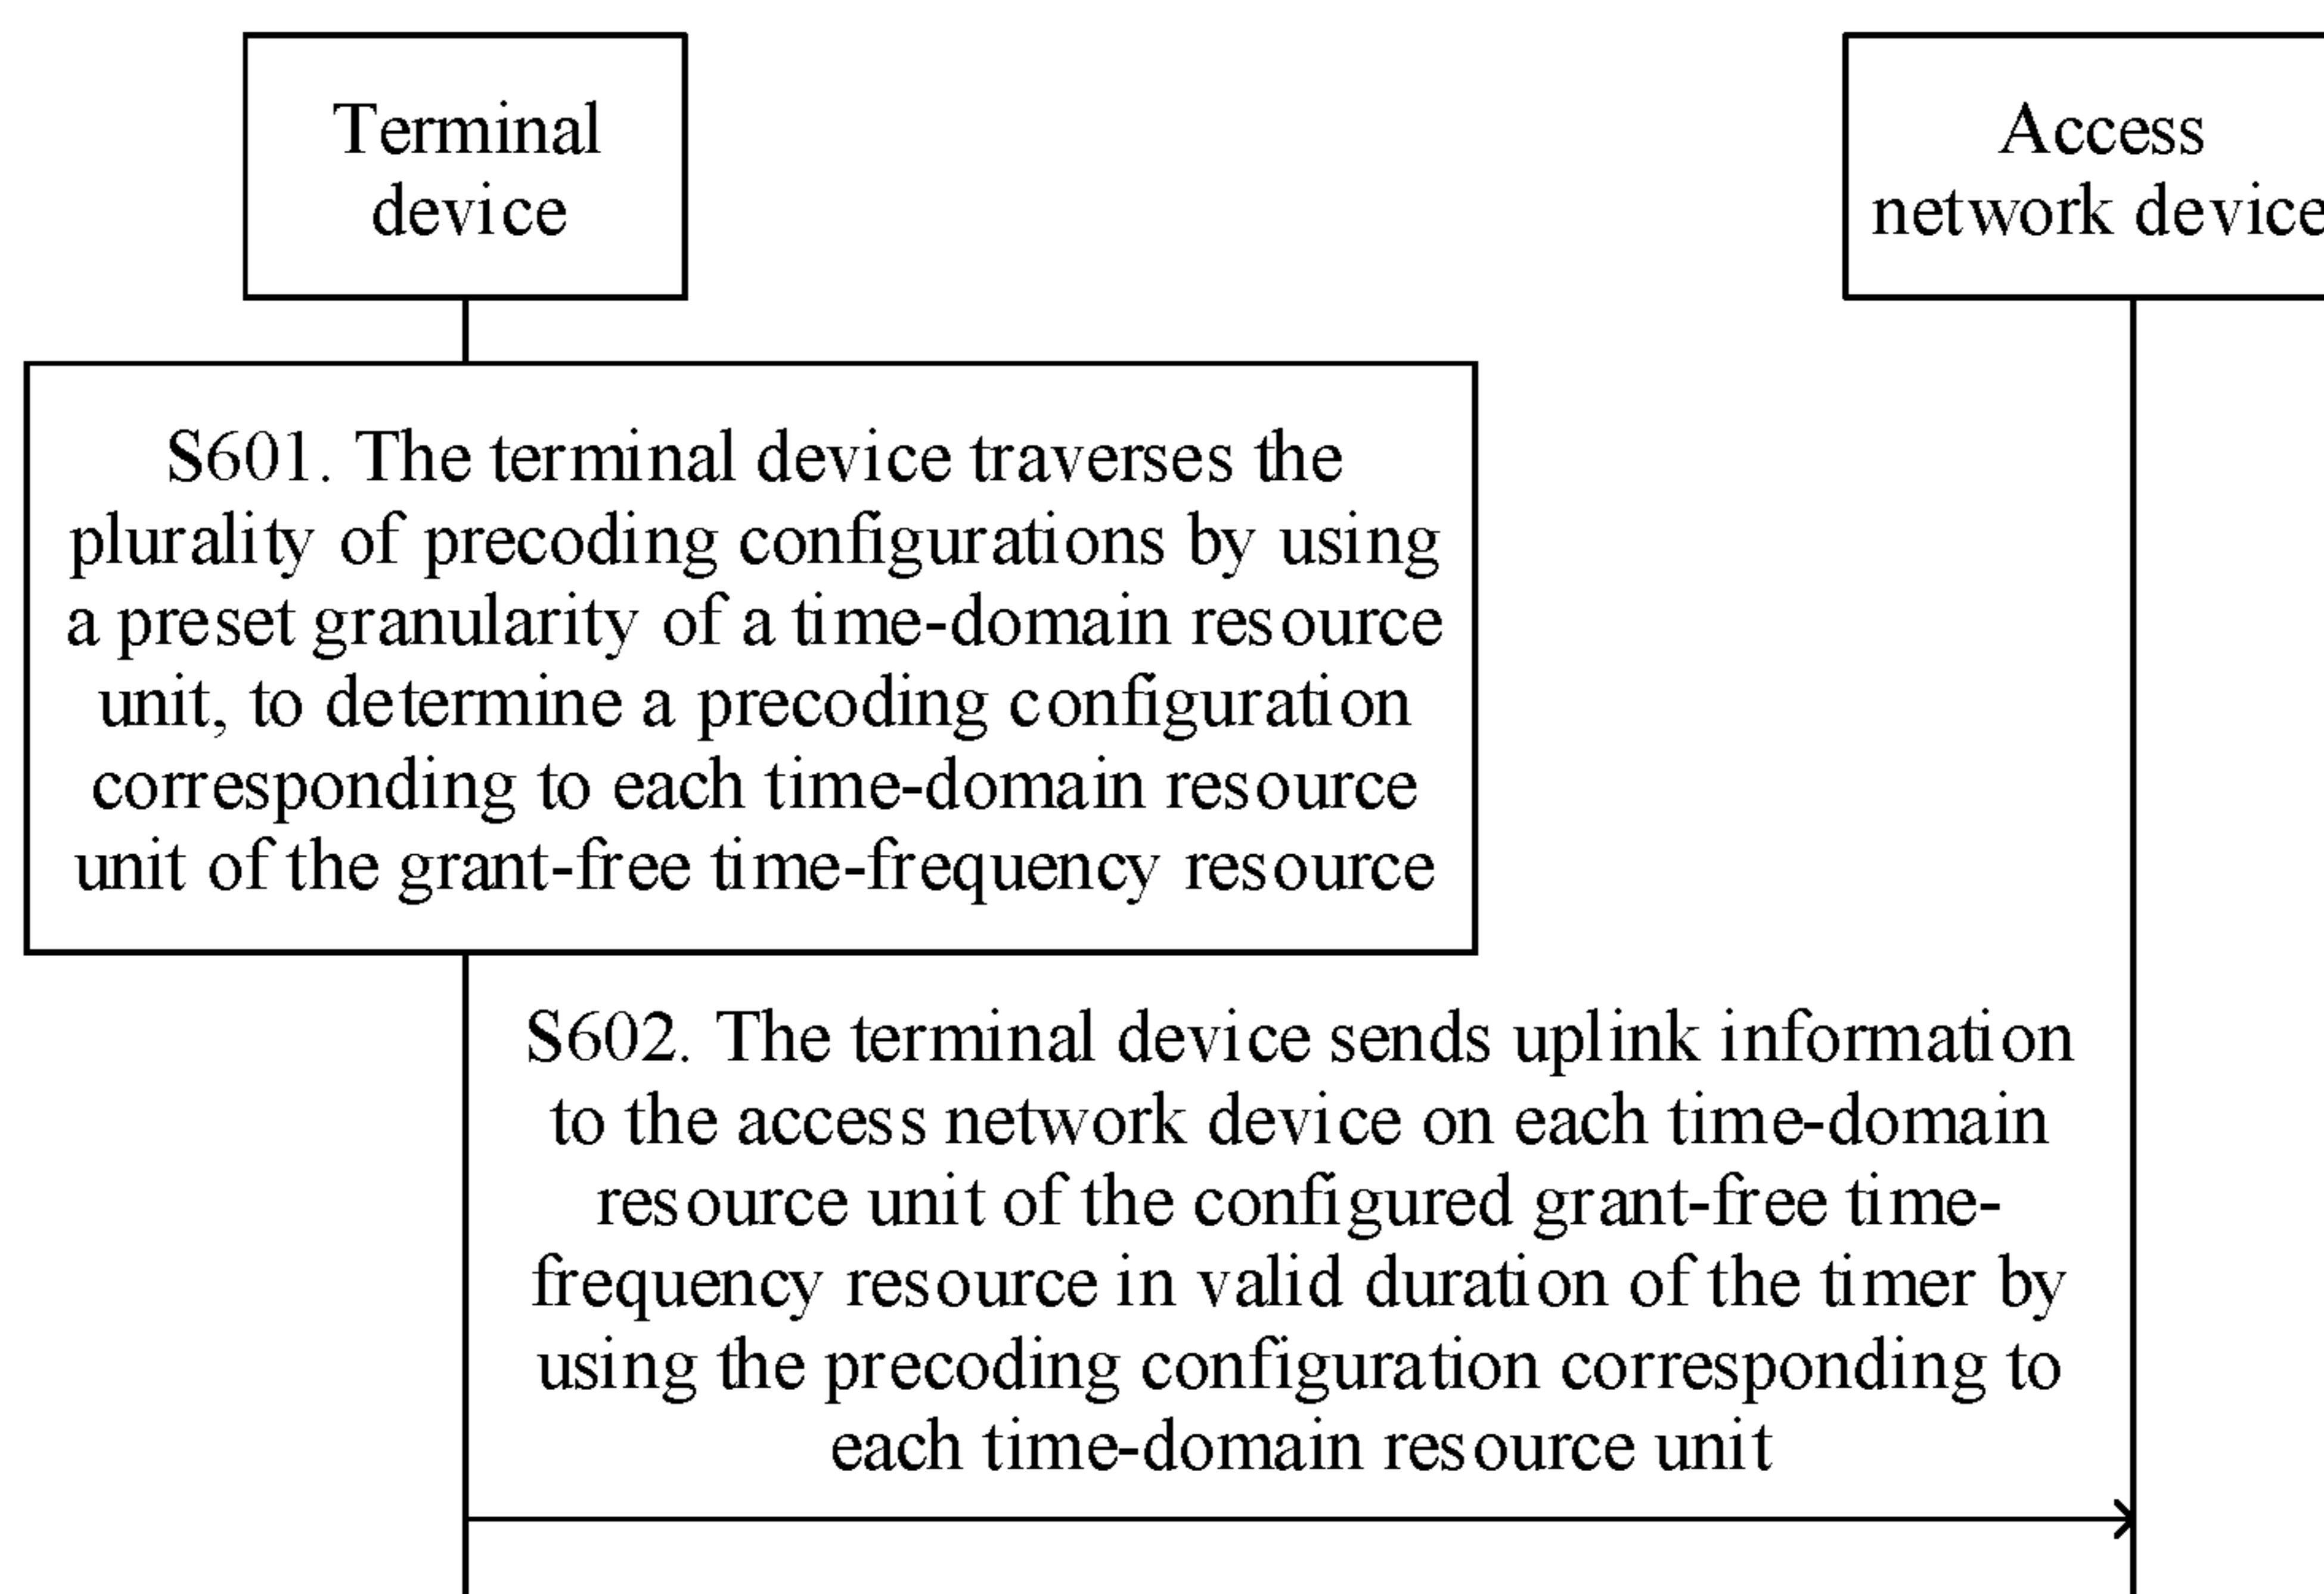 Terminal
device
Access
network device
S601. The terminal device traverses the
plurality of precoding configurations by using
a preset granularity of a time-domain resource
unit, to determine a precoding configuration
corresponding to each time-domain resource
unit of the grant-free time-frequency resource
S602. The terminal device sends uplink information
to the access network device on each time-domain
resource unit of the configured grant-free time-
frequency resource in valid duration of the timer by
using the precoding configuration corresponding to
each time-domain resource unit